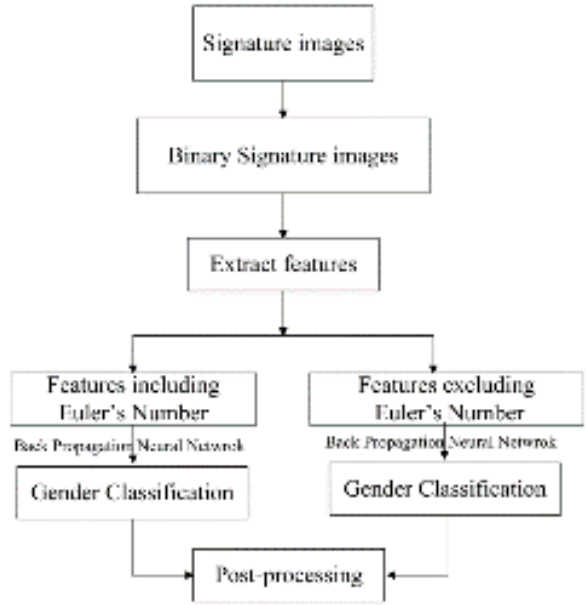 Signature images
Binary Signature images
Extract features
Features including
Euler's Number
Features excluding
Euler's Number
Back Propagation Neural Netwrok
Back Propagation Neural Netwrok
Gender Classification
Gender Classification
Post-processing